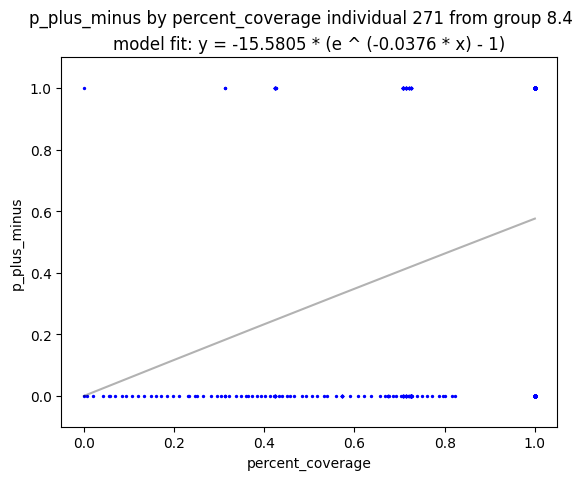 p_plus_minus by percent_coverage individual 271 from group 8.4
model fit: y = -15.5805 * (e ^ (-0.0376 * x) - 1)
1.0
0.8
0.6
0.4
0.2
0.0
p_plus_minus
0.0 0.2 0.4 0.6 0.8 1.0
percent_coverage